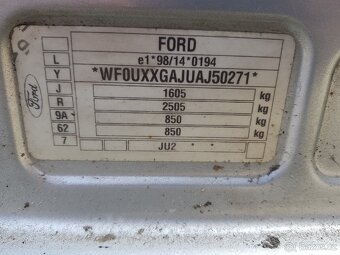 FORD
L
e1*98/14*0194
Y
*WF0UXXGAJUAJ50271*
J
1605 kg
R
2505 kg
9A
850 kg
62
850 kg
7
JU2
Ford